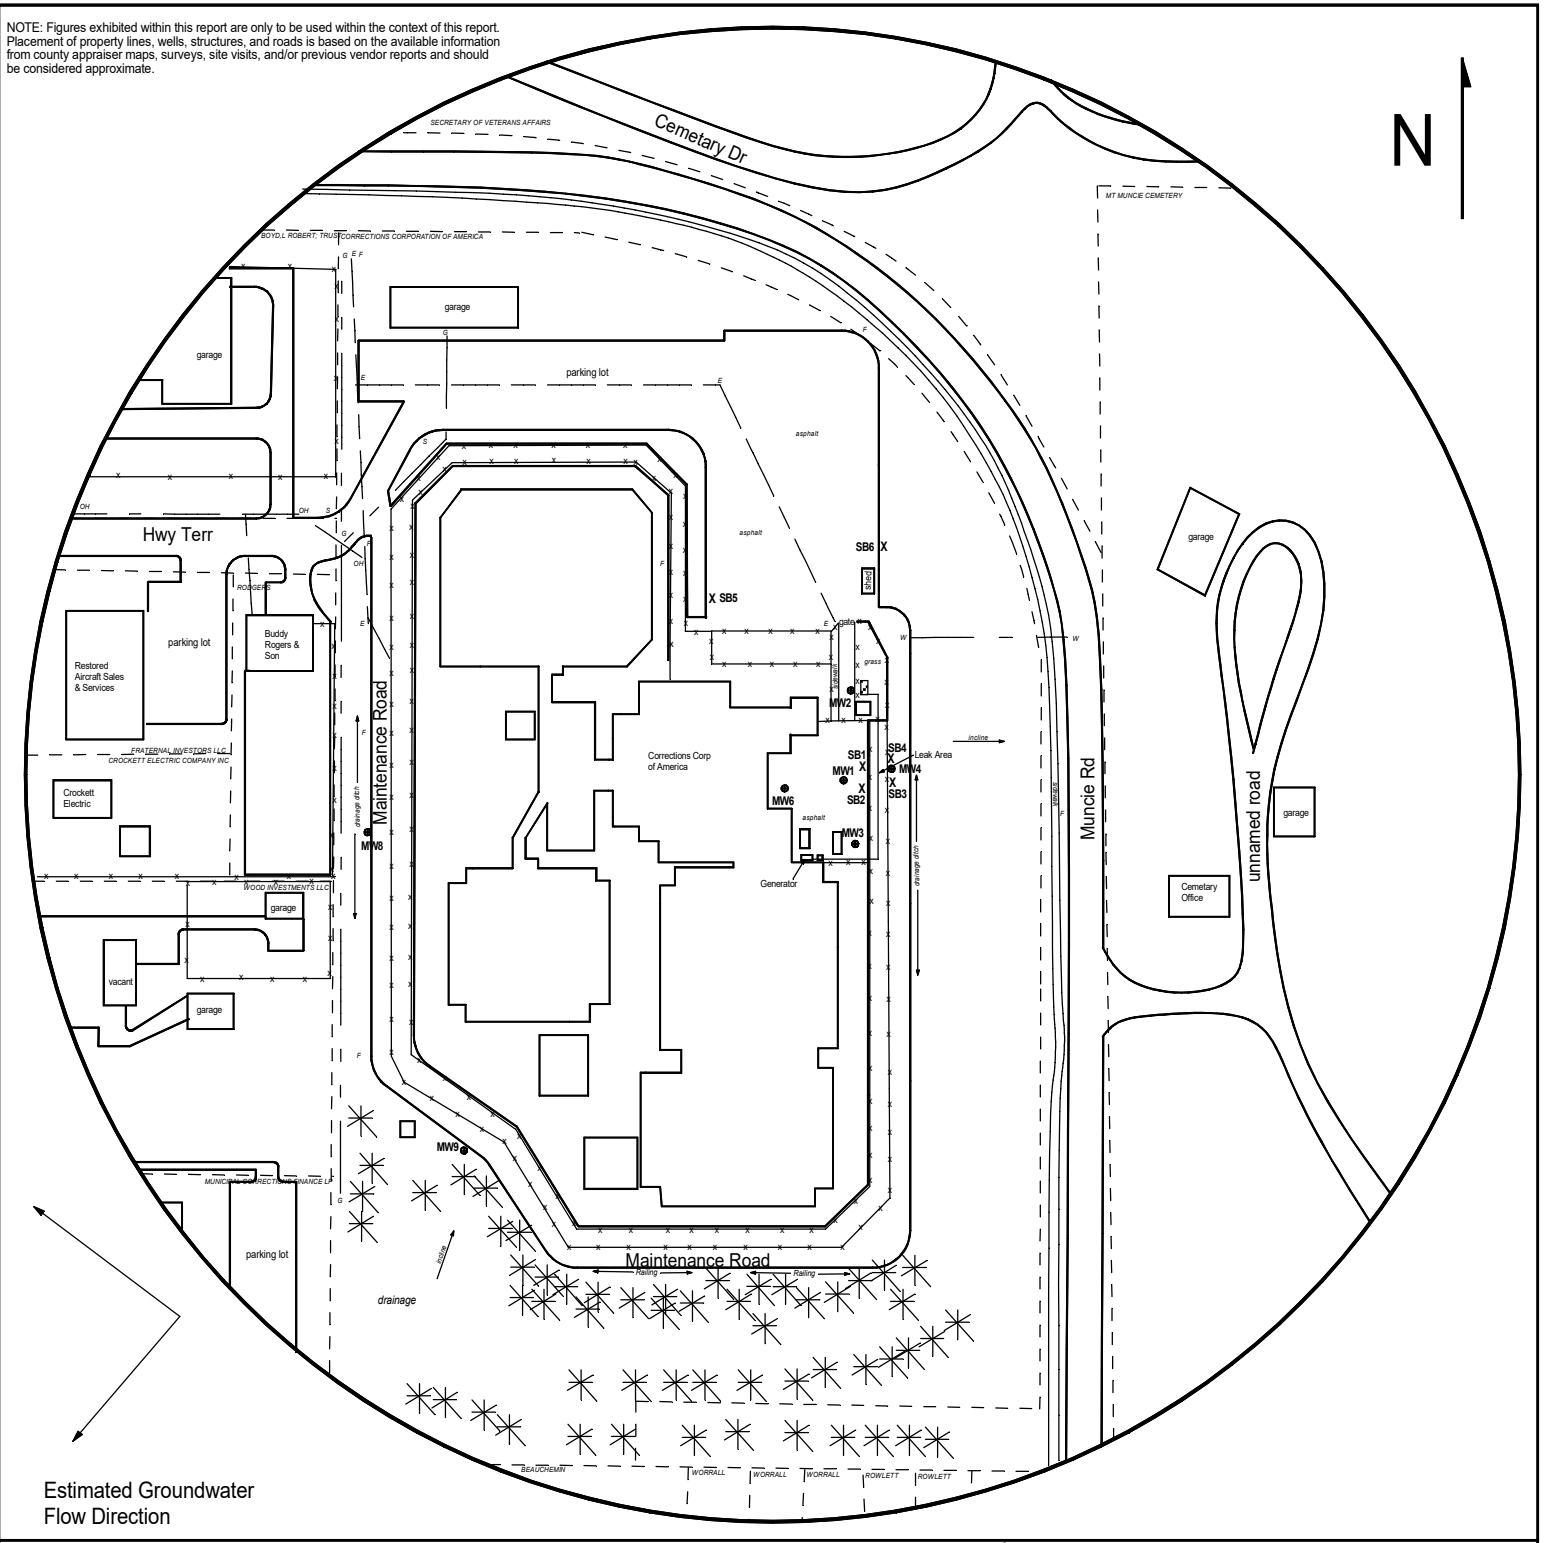 NOTE: Figures exhibited within this report are only to be used within the context of this report.
Placement of property lines, wells, structures, and roads is based on the available information
from county appraiser maps, surveys, site visits, and/or previous vendor reports and should
be considered approximate.
N
SECRETARY OF VETERANS AFFAIRS
Cemetary Dr
MT MUNCIE CEMETERY
BOYD,L ROBERT; TRUST
CORRECTIONS CORPORATION OF AMERICA
G E F
garage
G
F
garage
parking lot
E
E
asphalt
S
asphalt
OH
OH
S
Hwy Terr
G
F
OH
F
SB6 X
garage
shed
RODGERS
X SB5
parking lot
Buddy
Rogers &
Son
E
E
gate
W
W
grass
sidewalk
Restored
Aircraft Sales
& Services
MW2
Maintenance Road
F
drainage ditch
Corrections Corp
of America
incline
SB1
SB4
Leak Area
MW1
MW4
SB2
SB3
MW6
FRATERNAL INVESTORS LLC
CROCKETT ELECTRIC COMPANY INC
Crockett
Electric
asphalt
MW3
MW8
Generator
drainage ditch
sidewalk
F
Muncie Rd
unnamed road
garage
Cemetary
Office
WOOD INVESTMENTS LLC
garage
vacant
garage
F
MW9
MUNICIPAL CORRECTIONS FINANCE LP
G
parking lot
incline
drainage
Maintenance Road
Railing
Railing
BEAUCHEMIN
WORRALL
WORRALL
WORRALL
ROWLETT
ROWLETT
Estimated Groundwater
Flow Direction